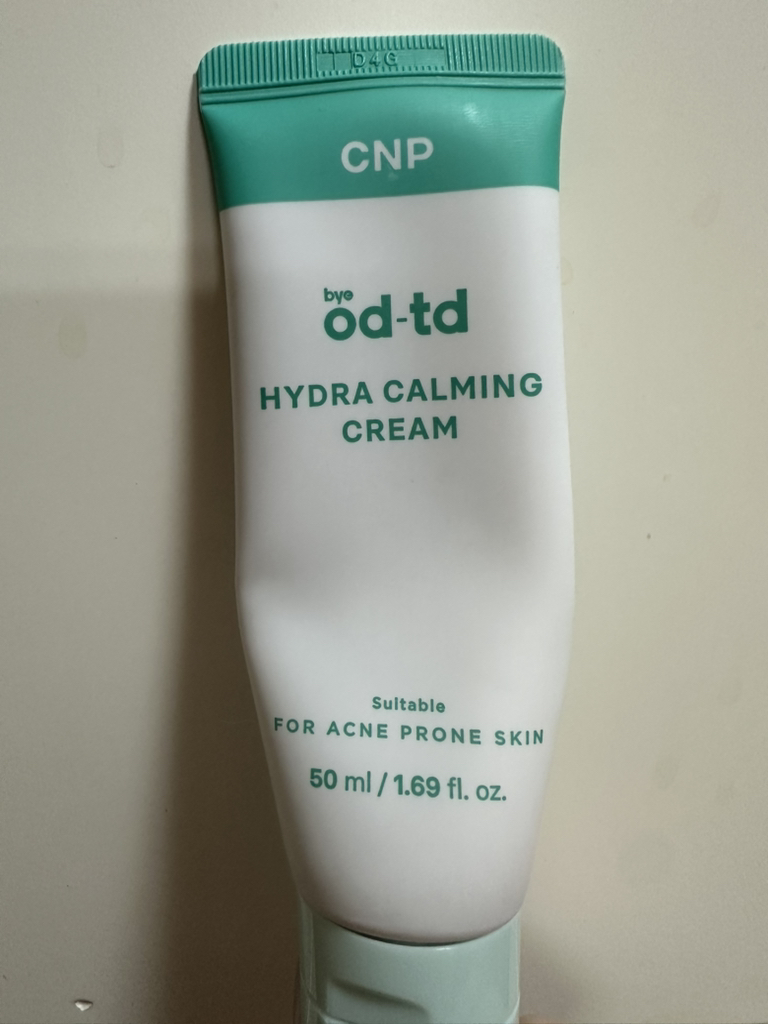 D4G
CNP
bye
od-td
HYDRA CALMING
CREAM
Suitable
FOR ACNE PRONE SKIN
50 ml / 1.69 fl. oz.